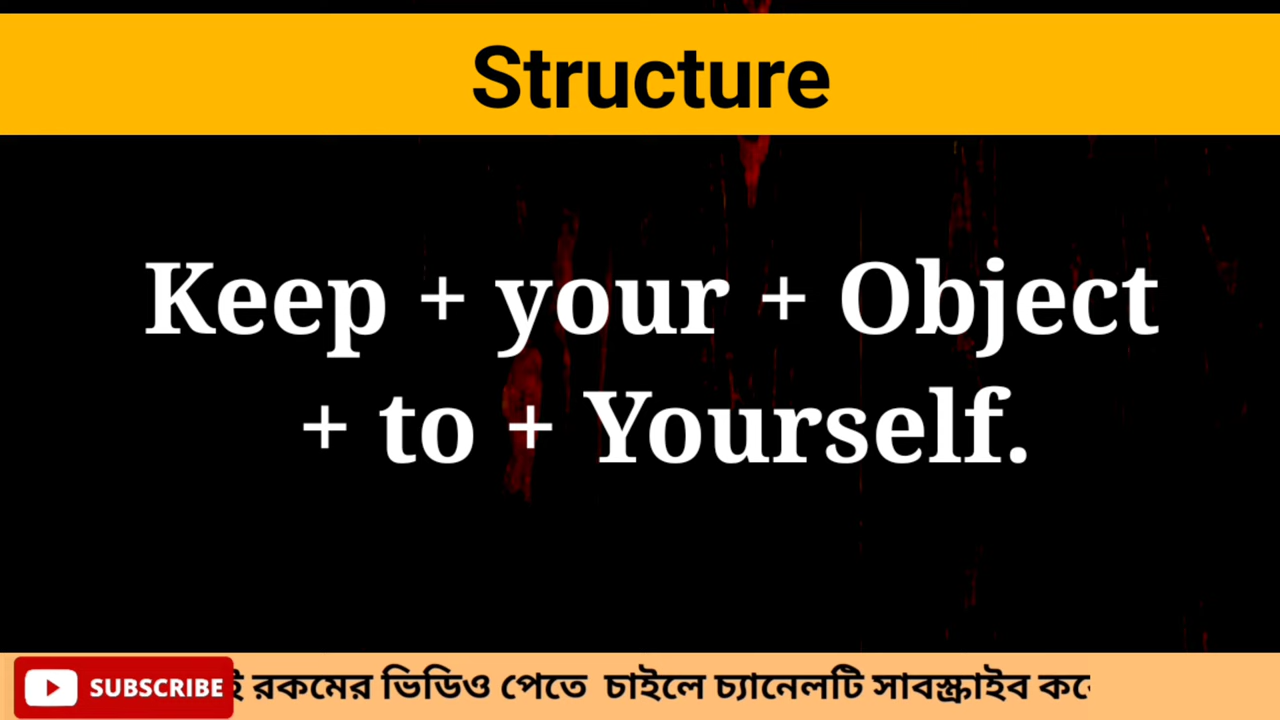 Structure
Keep + your + Object
+ to + Yourself.
SUBSCRIBE রকমের ভিডিও পেতে চাইলে চ্যানেলটি সাবস্ক্রাইব